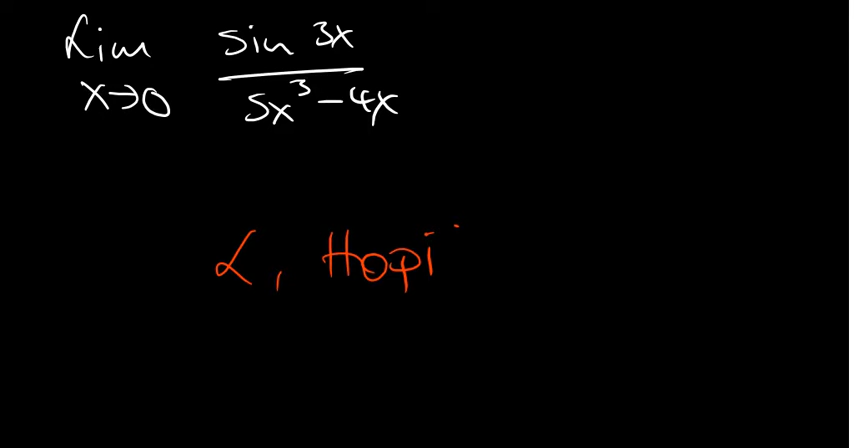 Lim sin 3x
x→0 5x³-4x
L, Hopi